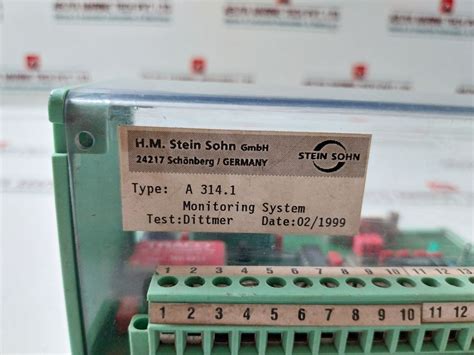 H.M. Stein Sohn GmbH
24217 Schönberg / GERMANY
STEIN SOHN
Type: A 314.1
Monitoring System
Test:Dittmer Date:02/1999
TRACO
1 2 3 4 5 6 7 8 9 10 11 12 13
1 2 3 4 5 6 7 8 9 10 11 12